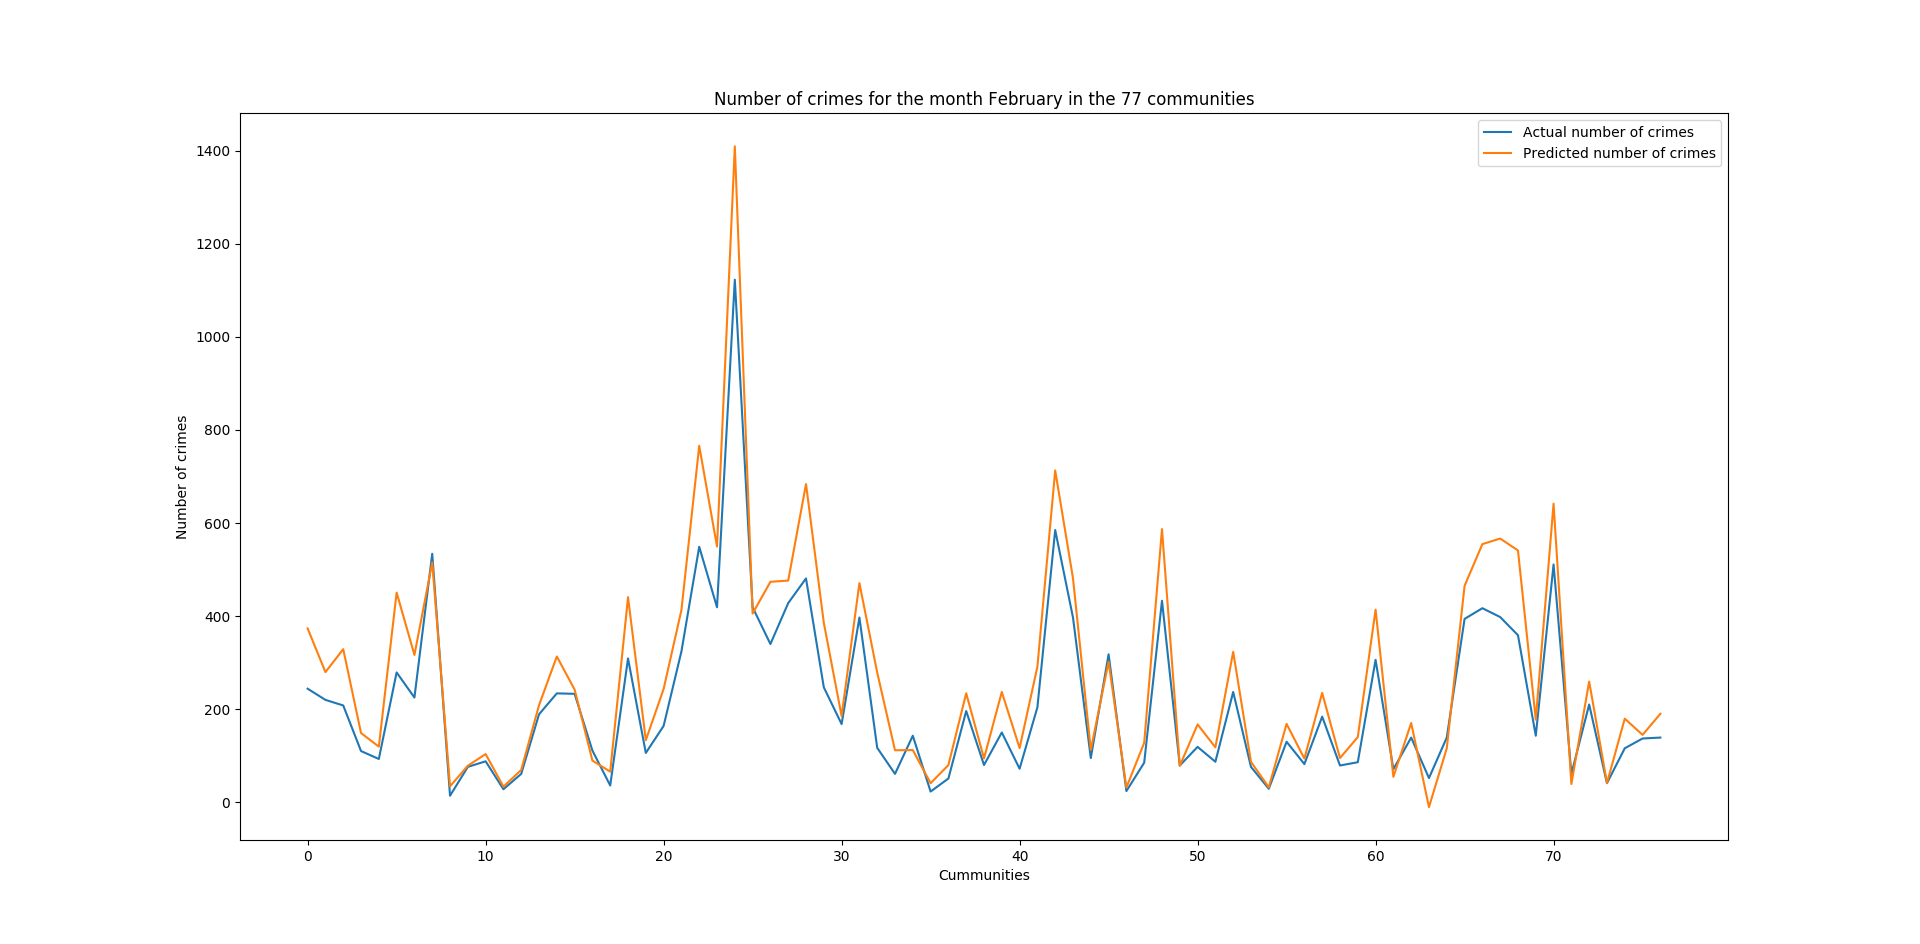 Number of crimes for the month February in the 77 communities
Actual number of crimes
Predicted number of crimes
1400
1200
1000
800
600
400
200
0
Number of crimes
0 10 20 30 40 50 60 70
Cummunities